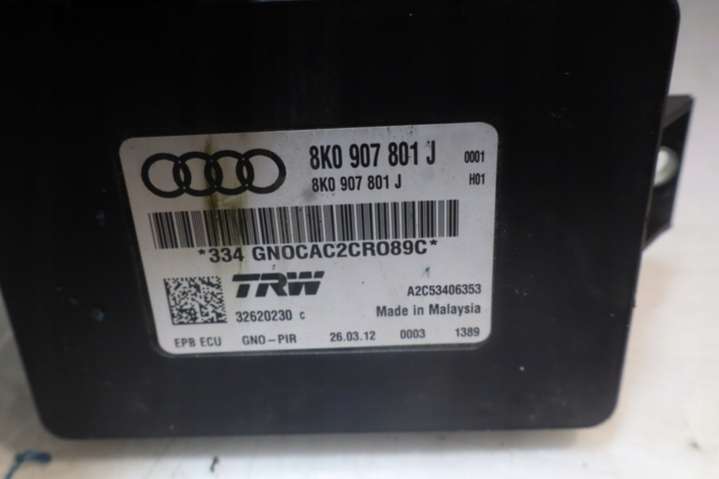 8K0 907 801 J 0001
8K0 907 801 J H01
*334 GNOCAC2CRO89C*
TRW A2C53406353
32620230 C Made in Malaysia
EPB ECU GNO-PIR 26.03.12 0003 1389